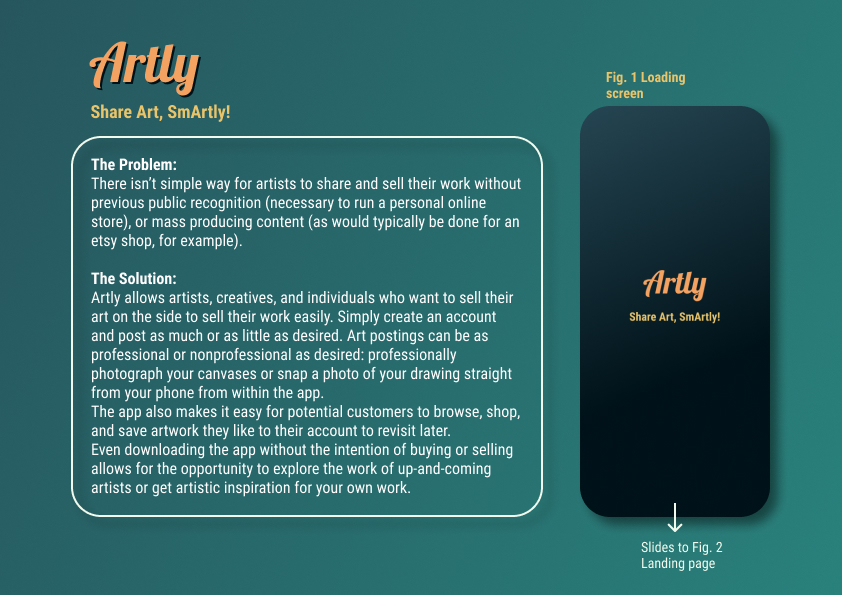 Artly
Share Art, SmArtly!
The Problem:
There isn't simple way for artists to share and sell their work without
previous public recognition (necessary to run a personal online
store), or mass producing content (as would typically be done for an
etsy shop, for example).
The Solution:
Artly allows artists, creatives, and individuals who want to sell their
art on the side to sell their work easily. Simply create an account
and post as much or as little as desired. Art postings can be as
professional or nonprofessional as desired: professionally
photograph your canvases or snap a photo of your drawing straight
from your phone from within the app.
The app also makes it easy for potential customers to browse, shop,
and save artwork they like to their account to revisit later.
Even downloading the app without the intention of buying or selling
allows for the opportunity to explore the work of up-and-coming
artists or get artistic inspiration for your own work.
Fig. 1 Loading
screen
Artly
Share Art, SmArtly!
Slides to Fig. 2
Landing page